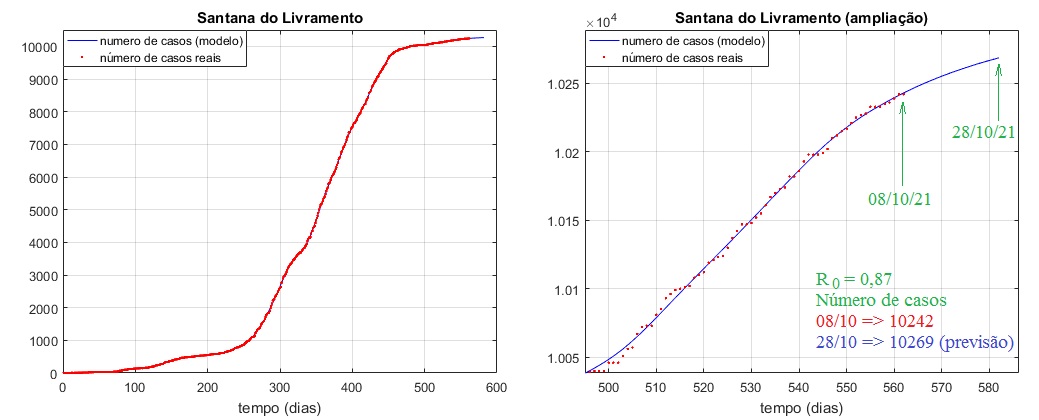 Santana do Livramento
numero de casos (modelo)
número de casos reais
10000
9000
8000
7000
6000
5000
4000
3000
2000
1000
0
0 100 200 300 400 500 600
tempo (dias)
×10⁴
Santana do Livramento (ampliação)
numero de casos (modelo)
número de casos reais
1.025
1.02
1.015
1.01
1.005
28/10/21
08/10/21
R₀ = 0,87
Número de casos
08/10 => 10242
28/10 => 10269 (previsão)
500 510 520 530 540 550 560 570 580
tempo (dias)